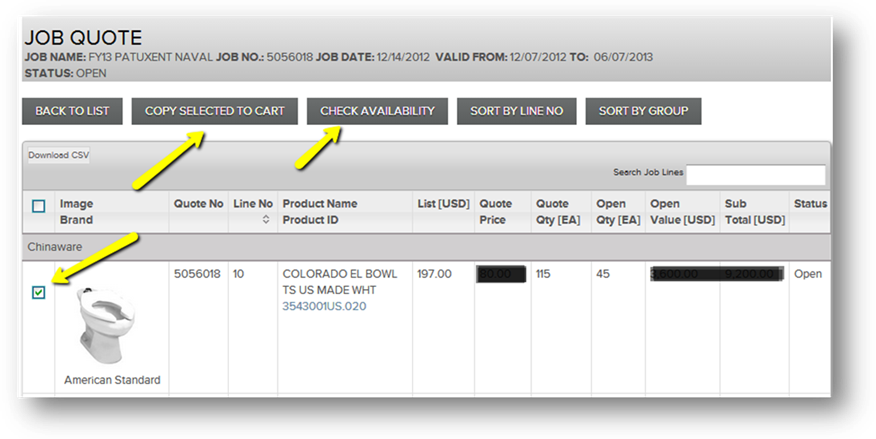 JOB QUOTE
JOB NAME: FY13 PATUXENT NAVAL JOB NO.: 5056018 JOB DATE: 12/14/2012 VALID FROM: 12/07/2012 TO: 06/07/2013
STATUS: OPEN
BACK TO LIST COPY SELECTED TO CART CHECK AVAILABILITY SORT BY LINE NO SORT BY GROUP
Download CSV
Search Job Lines
Image Quote No Line No Product Name List [USD] Quote Quote Open Open Sub Status
Brand Product ID Price Qty [EA] Qty [EA] Value [USD] Total [USD]
Chinaware
5056018 10 COLORADO EL BOWL 197.00 115 45 Open
TS US MADE WHT
3543001US.020
American Standard